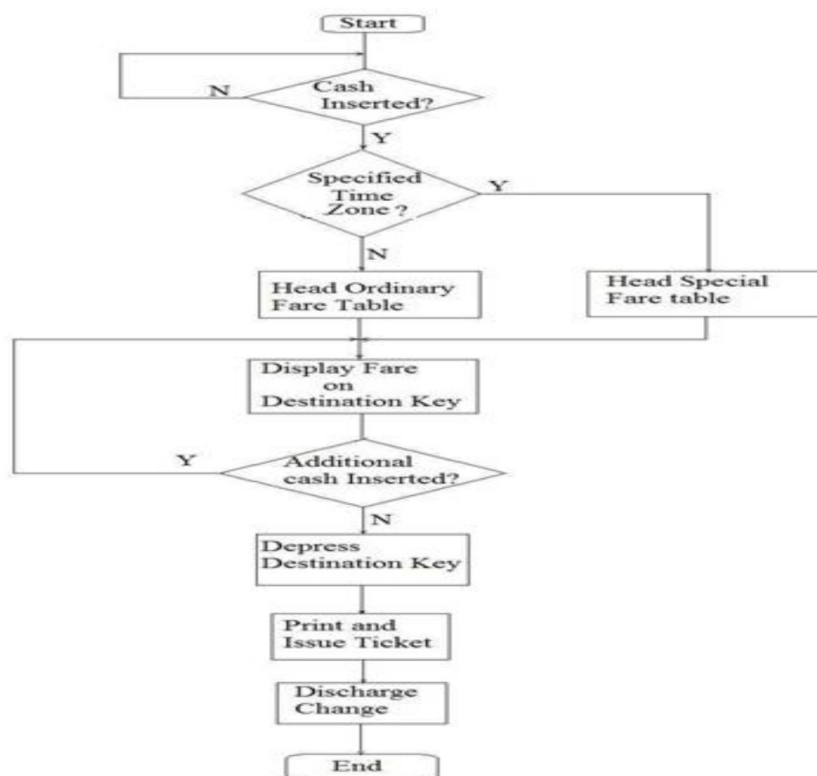 Start
Cash
Inserted?
N
Y
Specified
Time
Zone ?
Y
N
Head Ordinary
Fare Table
Head Special
Fare table
Display Fare
on
Destination Key
Y
Additional
cash Inserted?
N
Depress
Destination Key
Print and
Issue Ticket
Discharge
Change
End